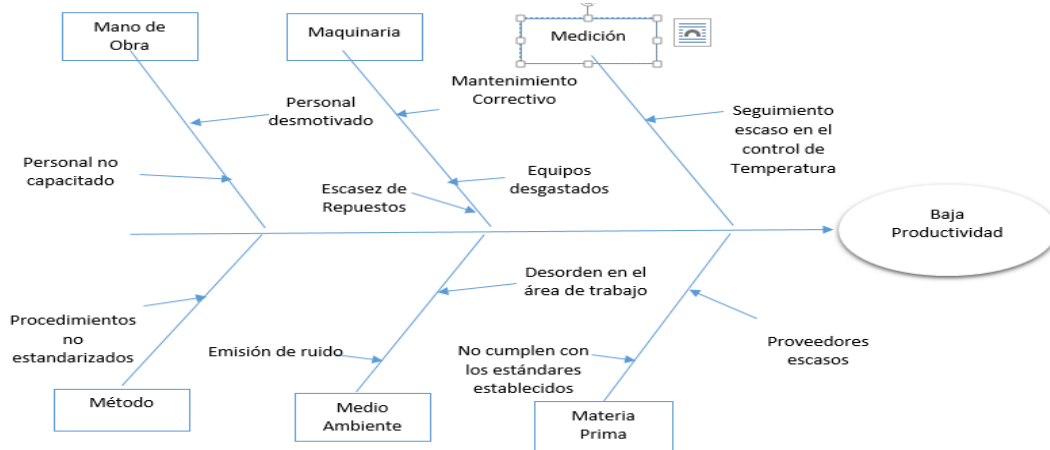 Mano de
Obra
Maquinaria
Medición
Personal
desmotivado
Mantenimiento
Correctivo
Seguimiento
escaso en el
control de
Temperatura
Personal no
capacitado
Escasez de
Repuestos
Equipos
desgastados
Baja
Productividad
Procedimientos
no
estandarizados
Emisión de ruido
Desorden en el
área de trabajo
No cumplen con
los estándares
establecidos
Proveedores
escasos
Método
Medio
Ambiente
Materia
Prima